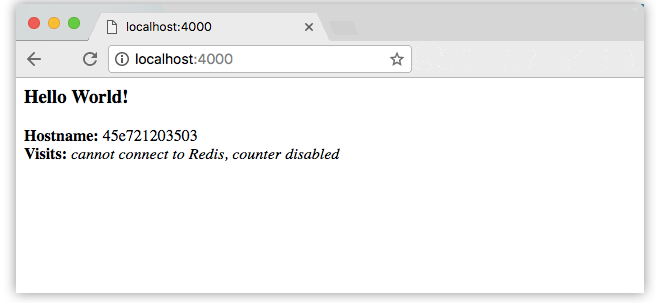 localhost:4000
localhost:4000
Hello World!
Hostname: 45e721203503
Visits: cannot connect to Redis, counter disabled